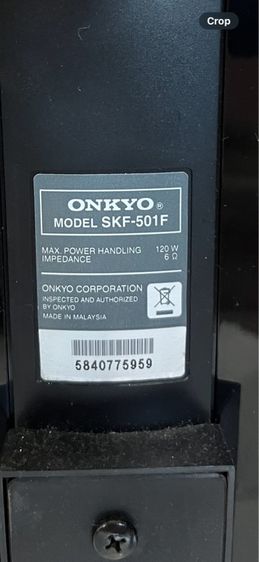 Crop
ONKYO®
MODEL SKF-501F
MAX. POWER HANDLING 120 W
IMPEDANCE 6 Ω
ONKYO CORPORATION
INSPECTED AND AUTHORIZED
BY ONKYO
MADE IN MALAYSIA
5840775959